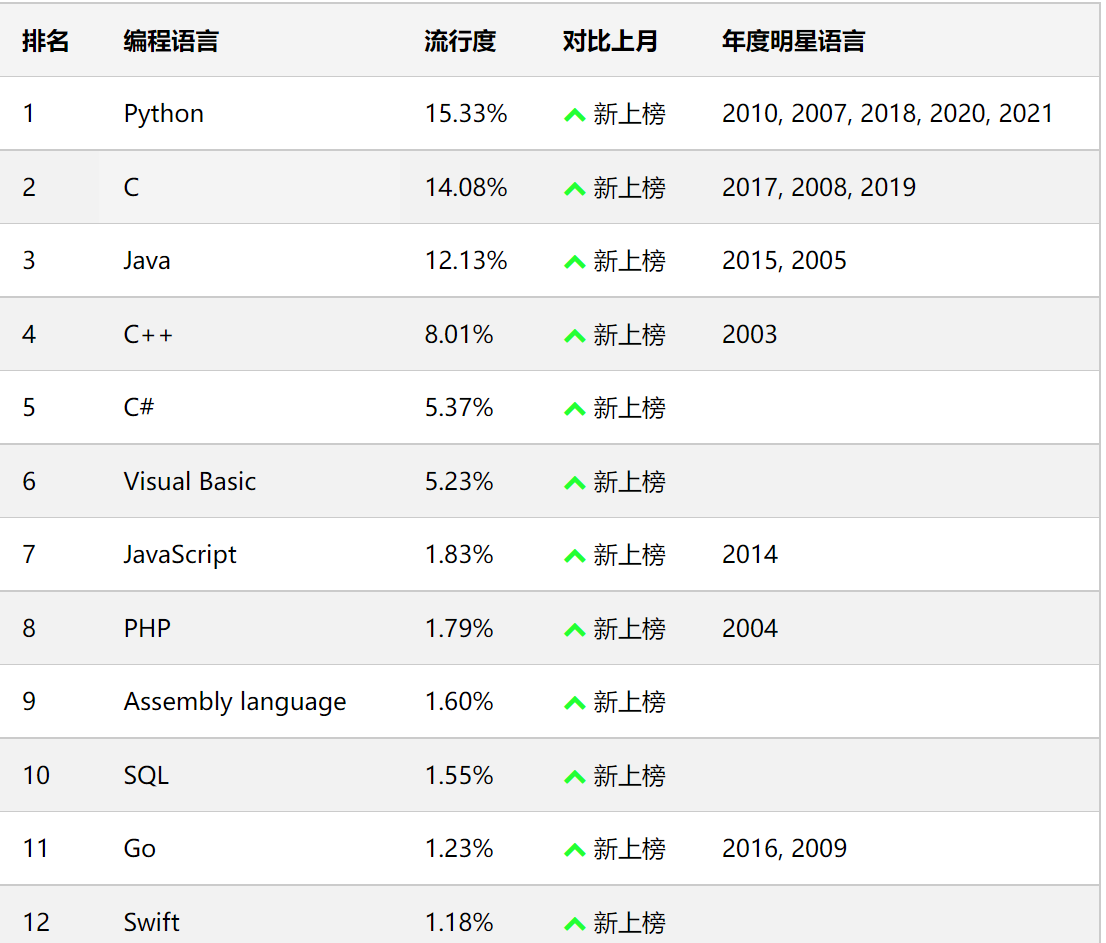 排名 编程语言 流行度 对比上月 年度明星语言
1 Python 15.33% 新上榜 2010, 2007, 2018, 2020, 2021
2 C 14.08% 新上榜 2017, 2008, 2019
3 Java 12.13% 新上榜 2015, 2005
4 C++ 8.01% 新上榜 2003
5 C# 5.37% 新上榜
6 Visual Basic 5.23% 新上榜
7 JavaScript 1.83% 新上榜 2014
8 PHP 1.79% 新上榜 2004
9 Assembly language 1.60% 新上榜
10 SQL 1.55% 新上榜
11 Go 1.23% 新上榜 2016, 2009
12 Swift 1.18% 新上榜